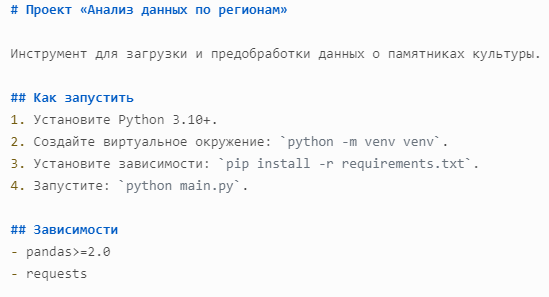 # Проект «Анализ данных по регионам»
Инструмент для загрузки и предобработки данных о памятниках культуры.
## Как запустить
1. Установите Python 3.10+.
2. Создайте виртуальное окружение: `python -m venv venv`.
3. Установите зависимости: `pip install -r requirements.txt`.
4. Запустите: `python main.py`.
## Зависимости
- pandas>=2.0
- requests